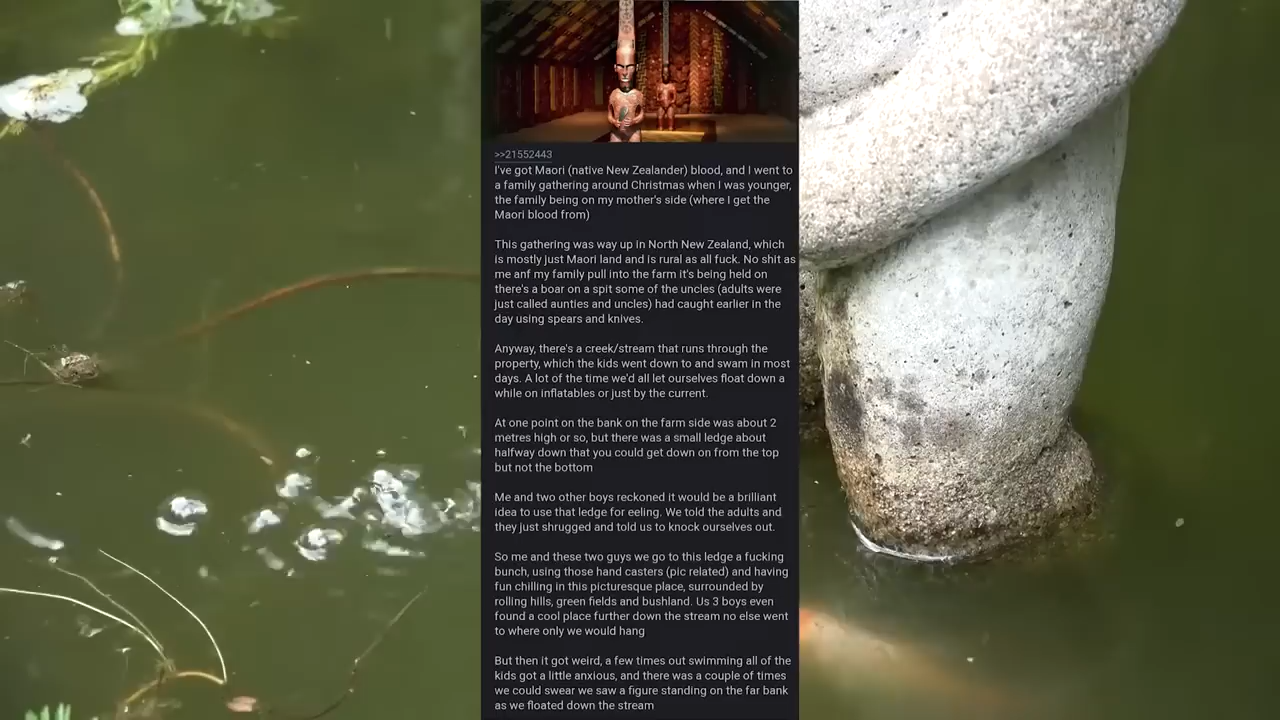 >>21552443
I've got Maori (native New Zealander) blood, and I went to
a family gathering around Christmas when I was younger,
the family being on my mother's side (where I get the
Maori blood from)
This gathering was way up in North New Zealand, which
is mostly just Maori land and is rural as all fuck. No shit as
me anf my family pull into the farm it's being held on
there's a boar on a spit some of the uncles (adults were
just called aunties and uncles) had caught earlier in the
day using spears and knives.
Anyway, there's a creek/stream that runs through the
property, which the kids went down to and swam in most
days. A lot of the time we'd all let ourselves float down a
while on inflatables or just by the current.
At one point on the bank on the farm side was about 2
metres high or so, but there was a small ledge about
halfway down that you could get down on from the top
but not the bottom
Me and two other boys reckoned it would be a brilliant
idea to use that ledge for eeling. We told the adults and
they just shrugged and told us to knock ourselves out.
So me and these two guys we go to this ledge a fucking
bunch, using those hand casters (pic related) and having
fun chilling in this picturesque place, surrounded by
rolling hills, green fields and bushland. Us 3 boys even
found a cool place further down the stream no else went
to where only we would hang
But then it got weird, a few times out swimming all of the
kids got a little anxious, and there was a couple of times
we could swear we saw a figure standing on the far bank
as we floated down the stream